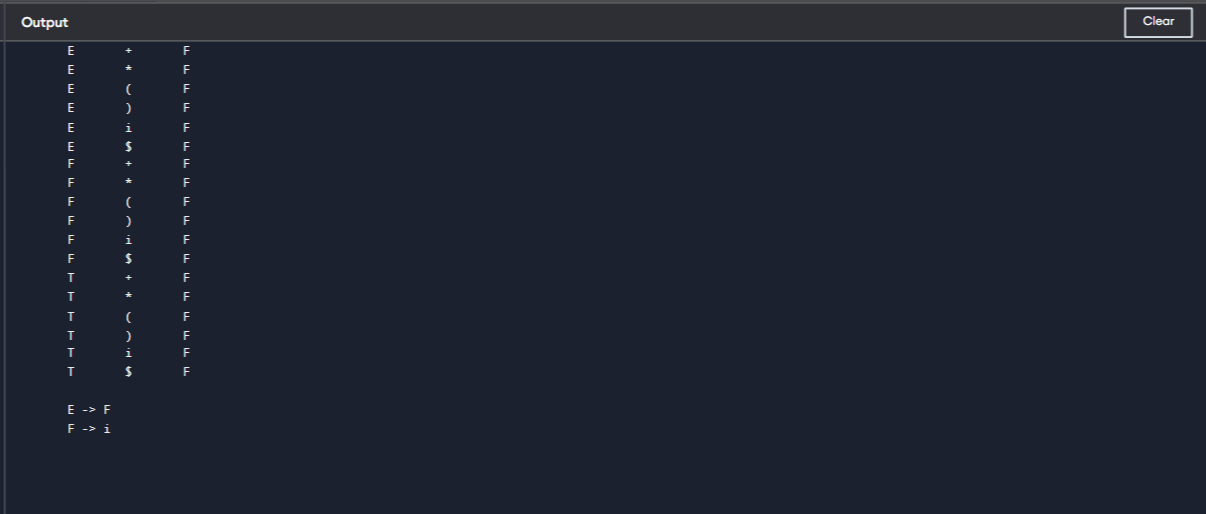 Output
Clear
E + F
E * F
E ( F
E ) F
E i F
E $ F
F + F
F * F
F ( F
F ) F
F i F
F $ F
T + F
T * F
T ( F
T ) F
T i F
T $ F
E -> F
F -> i